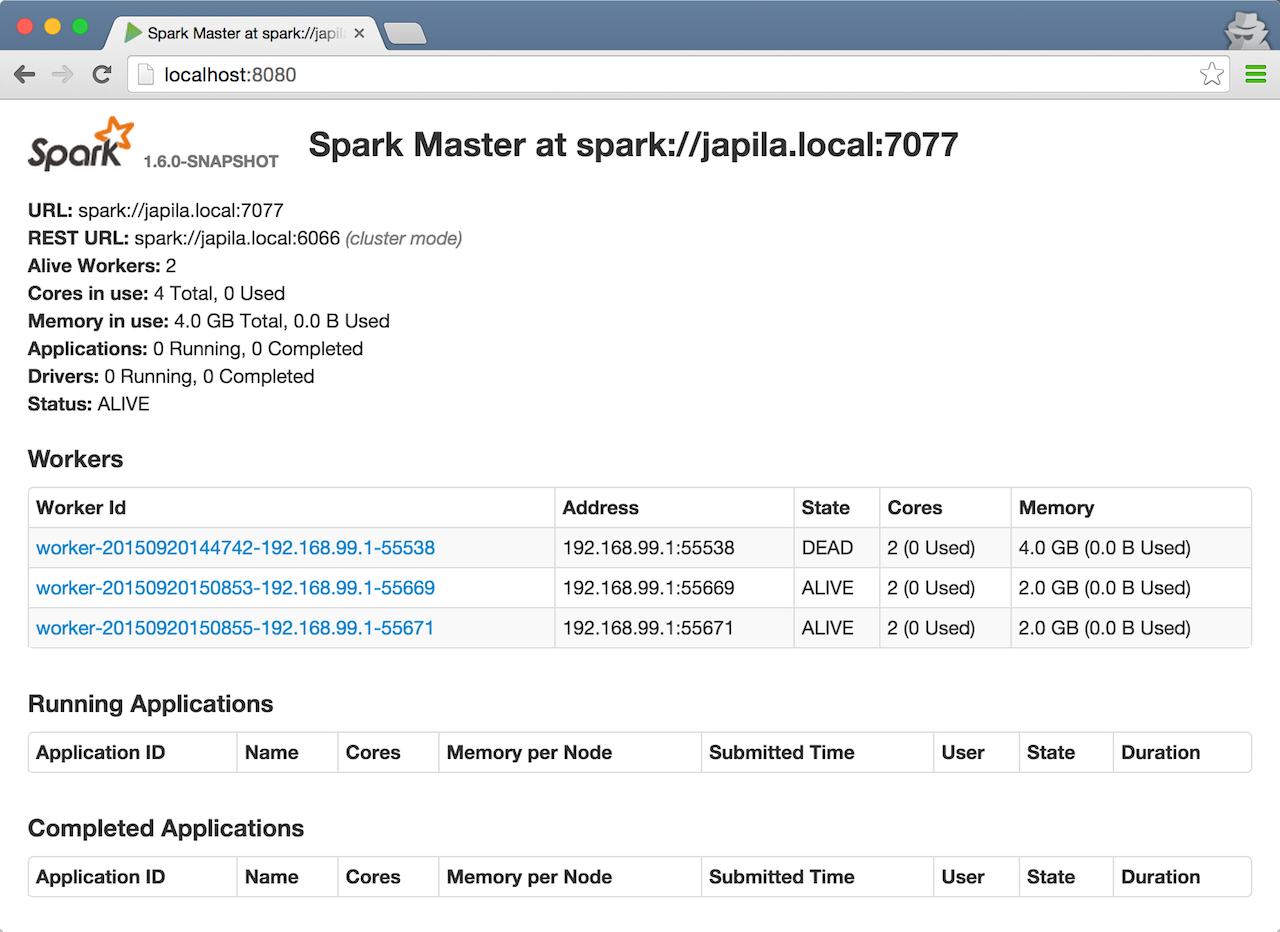 Spark Master at spark://japil
localhost:8080
Spark 1.6.0-SNAPSHOT Spark Master at spark://japila.local:7077
URL: spark://japila.local:7077
REST URL: spark://japila.local:6066 (cluster mode)
Alive Workers: 2
Cores in use: 4 Total, 0 Used
Memory in use: 4.0 GB Total, 0.0 B Used
Applications: 0 Running, 0 Completed
Drivers: 0 Running, 0 Completed
Status: ALIVE
Workers
Worker Id Address State Cores Memory
worker-20150920144742-192.168.99.1-55538 192.168.99.1:55538 DEAD 2 (0 Used) 4.0 GB (0.0 B Used)
worker-20150920150853-192.168.99.1-55669 192.168.99.1:55669 ALIVE 2 (0 Used) 2.0 GB (0.0 B Used)
worker-20150920150855-192.168.99.1-55671 192.168.99.1:55671 ALIVE 2 (0 Used) 2.0 GB (0.0 B Used)
Running Applications
Application ID Name Cores Memory per Node Submitted Time User State Duration
Completed Applications
Application ID Name Cores Memory per Node Submitted Time User State Duration